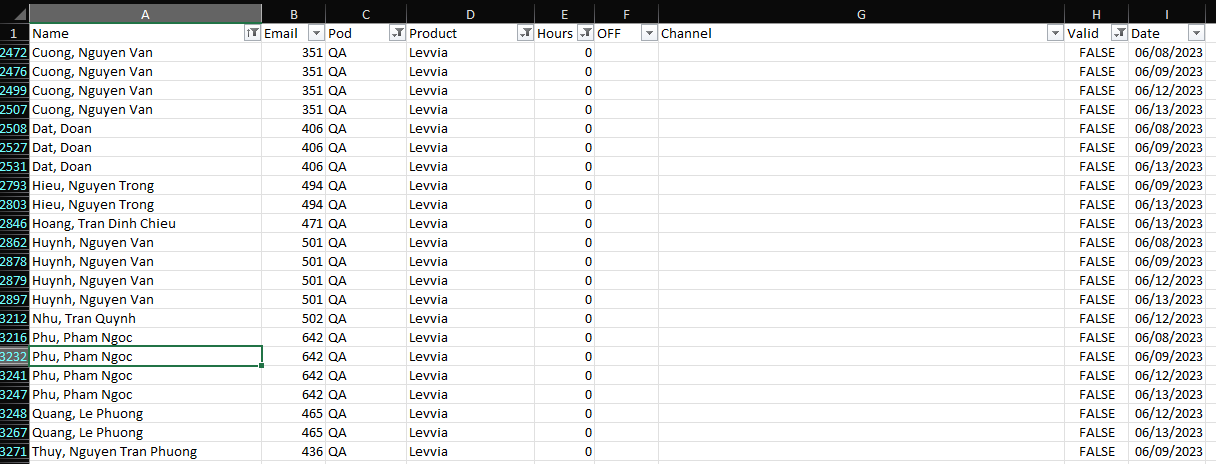 A B C D E F G H I
1 Name Email Pod Product Hours OFF Channel Valid Date
2472 Cuong, Nguyen Van 351 QA Levvia 0 FALSE 06/08/2023
2476 Cuong, Nguyen Van 351 QA Levvia 0 FALSE 06/09/2023
2499 Cuong, Nguyen Van 351 QA Levvia 0 FALSE 06/12/2023
2507 Cuong, Nguyen Van 351 QA Levvia 0 FALSE 06/13/2023
2508 Dat, Doan 406 QA Levvia 0 FALSE 06/08/2023
2527 Dat, Doan 406 QA Levvia 0 FALSE 06/09/2023
2531 Dat, Doan 406 QA Levvia 0 FALSE 06/13/2023
2793 Hieu, Nguyen Trong 494 QA Levvia 0 FALSE 06/09/2023
2803 Hieu, Nguyen Trong 494 QA Levvia 0 FALSE 06/13/2023
2846 Hoang, Tran Dinh Chieu 471 QA Levvia 0 FALSE 06/13/2023
2862 Huynh, Nguyen Van 501 QA Levvia 0 FALSE 06/08/2023
2878 Huynh, Nguyen Van 501 QA Levvia 0 FALSE 06/09/2023
2879 Huynh, Nguyen Van 501 QA Levvia 0 FALSE 06/12/2023
2897 Huynh, Nguyen Van 501 QA Levvia 0 FALSE 06/13/2023
3212 Nhu, Tran Quynh 502 QA Levvia 0 FALSE 06/12/2023
3216 Phu, Pham Ngoc 642 QA Levvia 0 FALSE 06/08/2023
3232 Phu, Pham Ngoc 642 QA Levvia 0 FALSE 06/09/2023
3241 Phu, Pham Ngoc 642 QA Levvia 0 FALSE 06/12/2023
3247 Phu, Pham Ngoc 642 QA Levvia 0 FALSE 06/13/2023
3248 Quang, Le Phuong 465 QA Levvia 0 FALSE 06/12/2023
3267 Quang, Le Phuong 465 QA Levvia 0 FALSE 06/13/2023
3271 Thuy, Nguyen Tran Phuong 436 QA Levvia 0 FALSE 06/09/2023